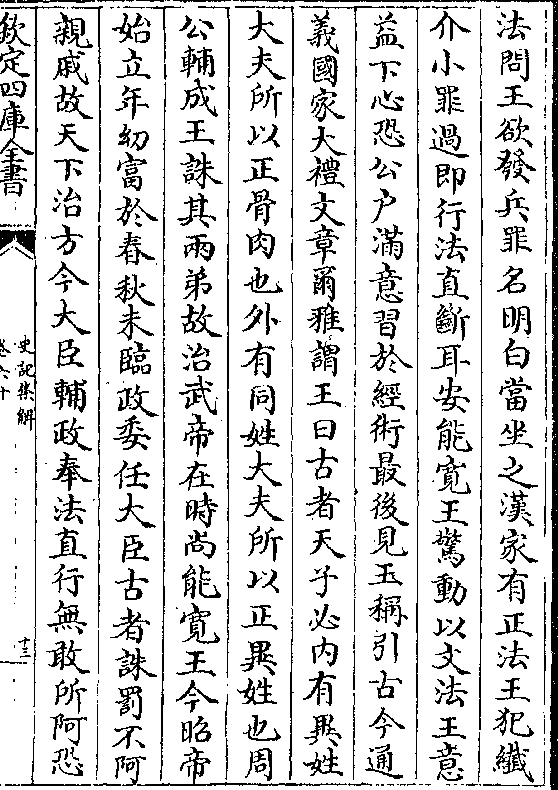 法問王欲發兵罪名明白當坐之漢家有正法王犯纎
介小罪過即行法直斷耳安能寛王驚動以文法王意
益下心恐公户滿意習於經術最後見王稱引古今通
義國家大禮文章爾雅謂王曰古者天子必内有異姓
大夫所以正骨肉也外有同姓大夫所以正異姓也周
公輔成王誅其兩弟故治武帝在時尚能寛王今昭帝
始立年幼富於春秋未臨政委任大臣古者誅罰不阿
親戚故天下治方今大臣輔政奉法直行無敢所阿恐
欽定四庫全書
史記集解
卷六十
十三